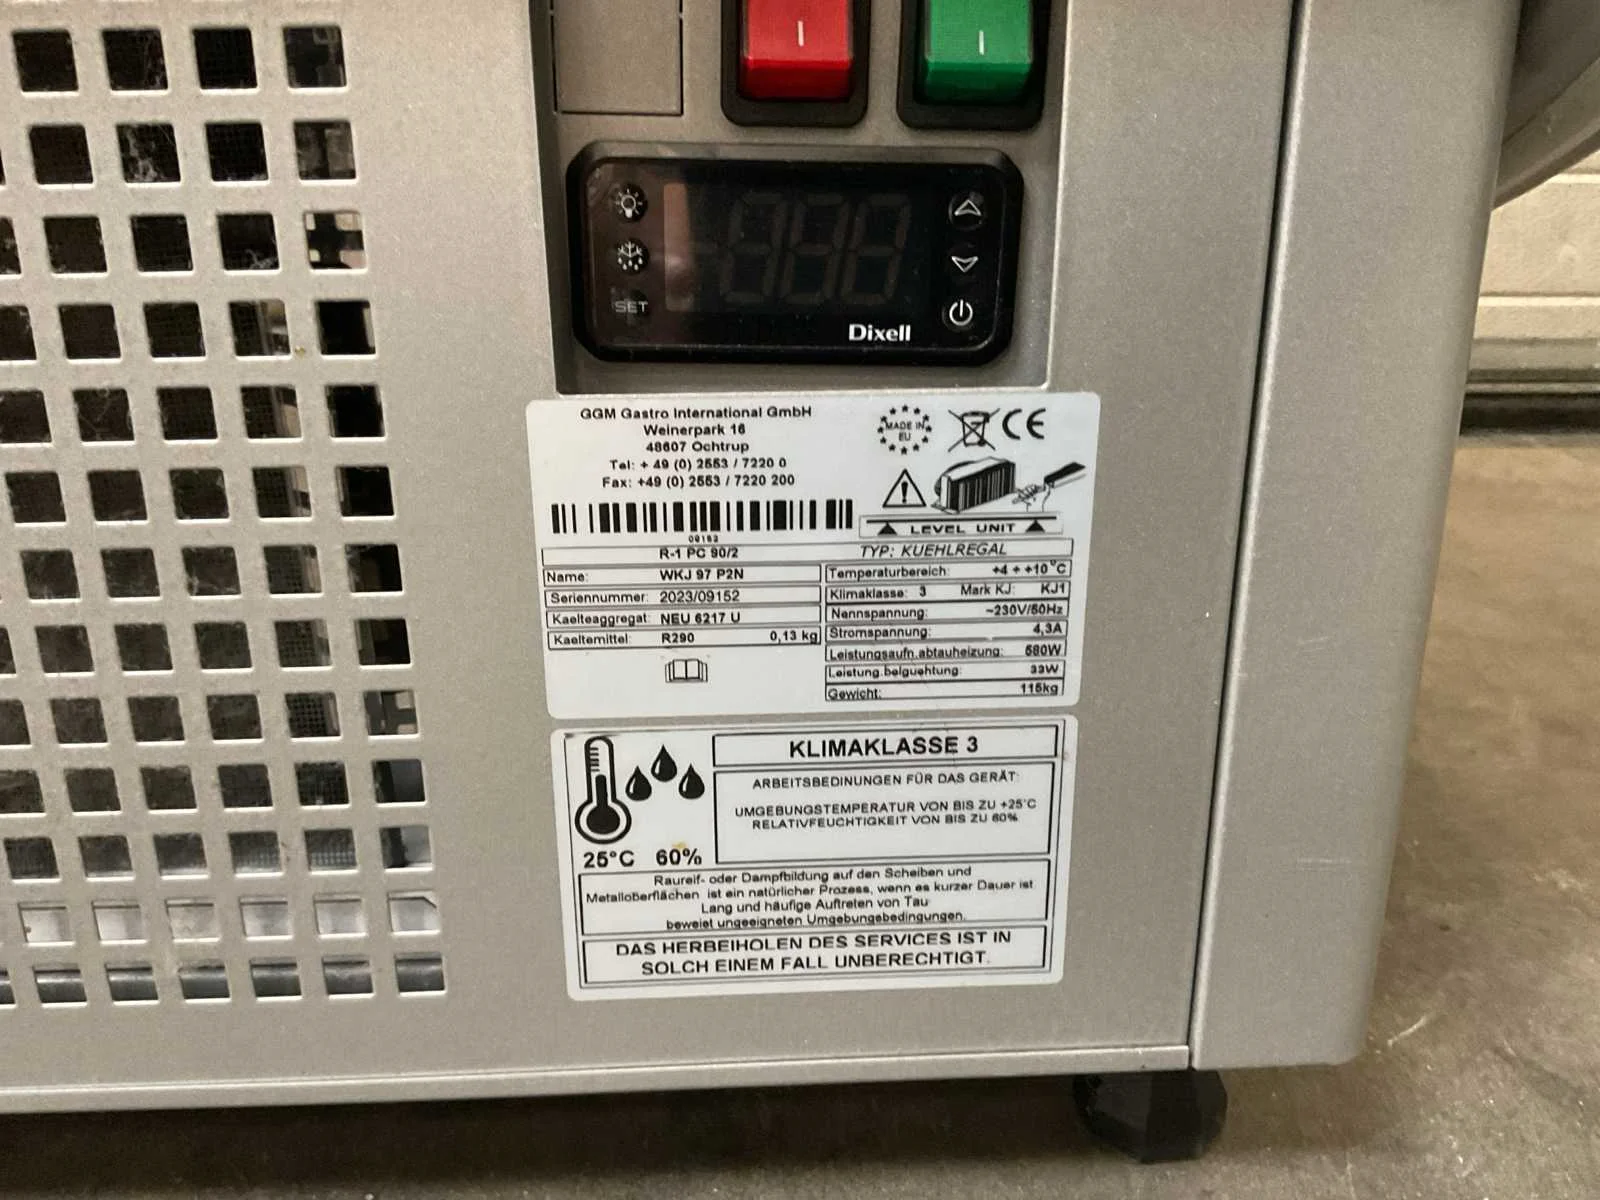 I
I
SET
Dixell
GGM Gastro International GmbH
Weinerpark 16
48607 Ochtrup
Tel: + 49 (0) 2553 / 7220 0
Fax: +49 (0) 2553 / 7220 200
MADE IN
EU
CE
LEVEL UNIT
09152
R-1 PC 90/2
TYP: KUEHLREGAL
Name: WKJ 97 P2N
Seriennummer: 2023/09152
Kaelteaggregat: NEU 6217 U
Kaeltemittel: R290 0,13 kg
Temperaturbereich: +4 ÷ +10°C
Klimaklasse: 3 Mark KJ: KJ1
Nennspannung: ~230V/50Hz
Stromspannung: 4,3A
Leistungsaufn.abtauheizung: 580W
Leistung.belguehtung: 33W
Gewicht: 115kg
25°C 60%
KLIMAKLASSE 3
ARBEITSBEDINUNGEN FÜR DAS GERÄT:
UMGEBUNGSTEMPERATUR VON BIS ZU +25°C
RELATIVFEUCHTIGKEIT VON BIS ZU 60%
Raureif- oder Dampfbildung auf den Scheiben und
Metalloberflächen ist ein natürlicher Prozess, wenn es kurzer Dauer ist.
Lang und häufige Auftreten von Tau
beweist ungeeigneten Umgebungsbedingungen.
DAS HERBEIHOLEN DES SERVICES IST IN
SOLCH EINEM FALL UNBERECHTIGT.